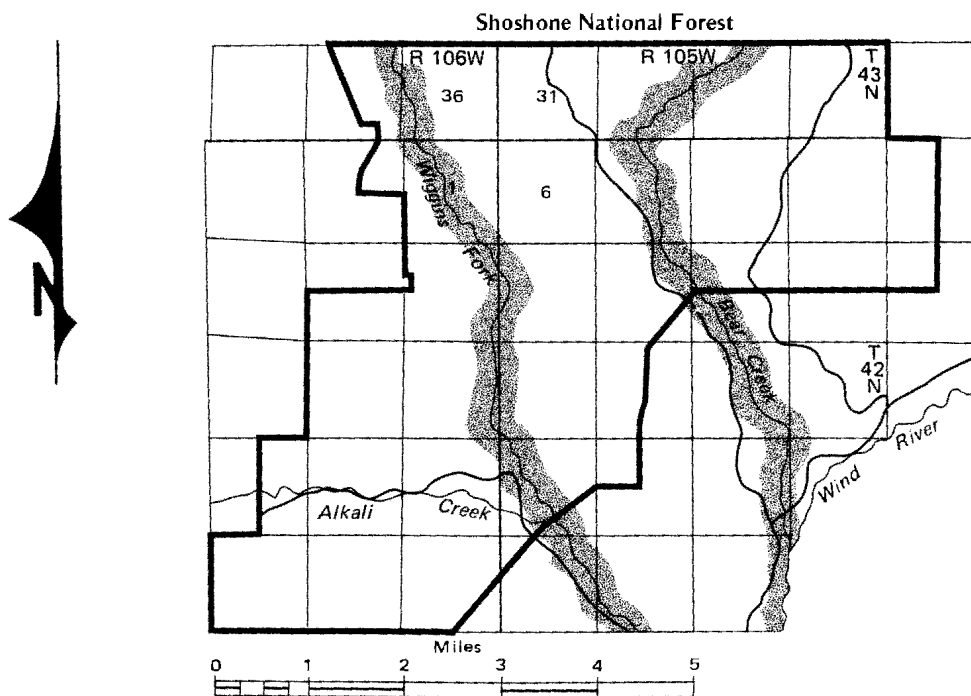 Shoshone National Forest
R 106W
R 105W
T
43
N
36
31
1
6
Wiggins
Fork
N
Bear Creek
T
42
N
Wind River
Alkali Creek
Miles
0 1 2 3 4 5